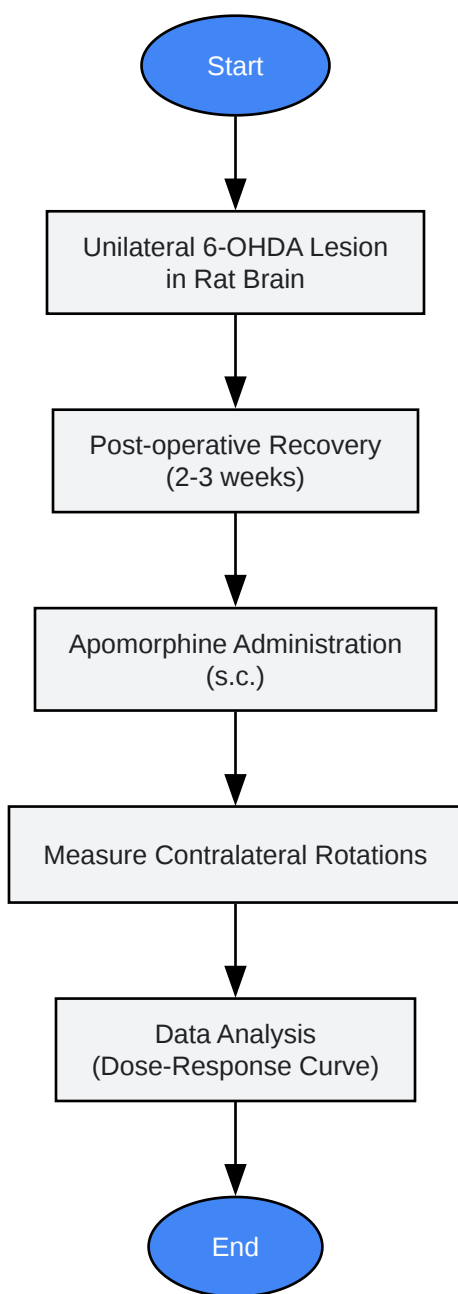 Start
Unilateral 6-OHDA Lesion
in Rat Brain
Post-operative Recovery
(2-3 weeks)
Apomorphine Administration
(s.c.)
Measure Contralateral Rotations
Data Analysis
(Dose-Response Curve)
End